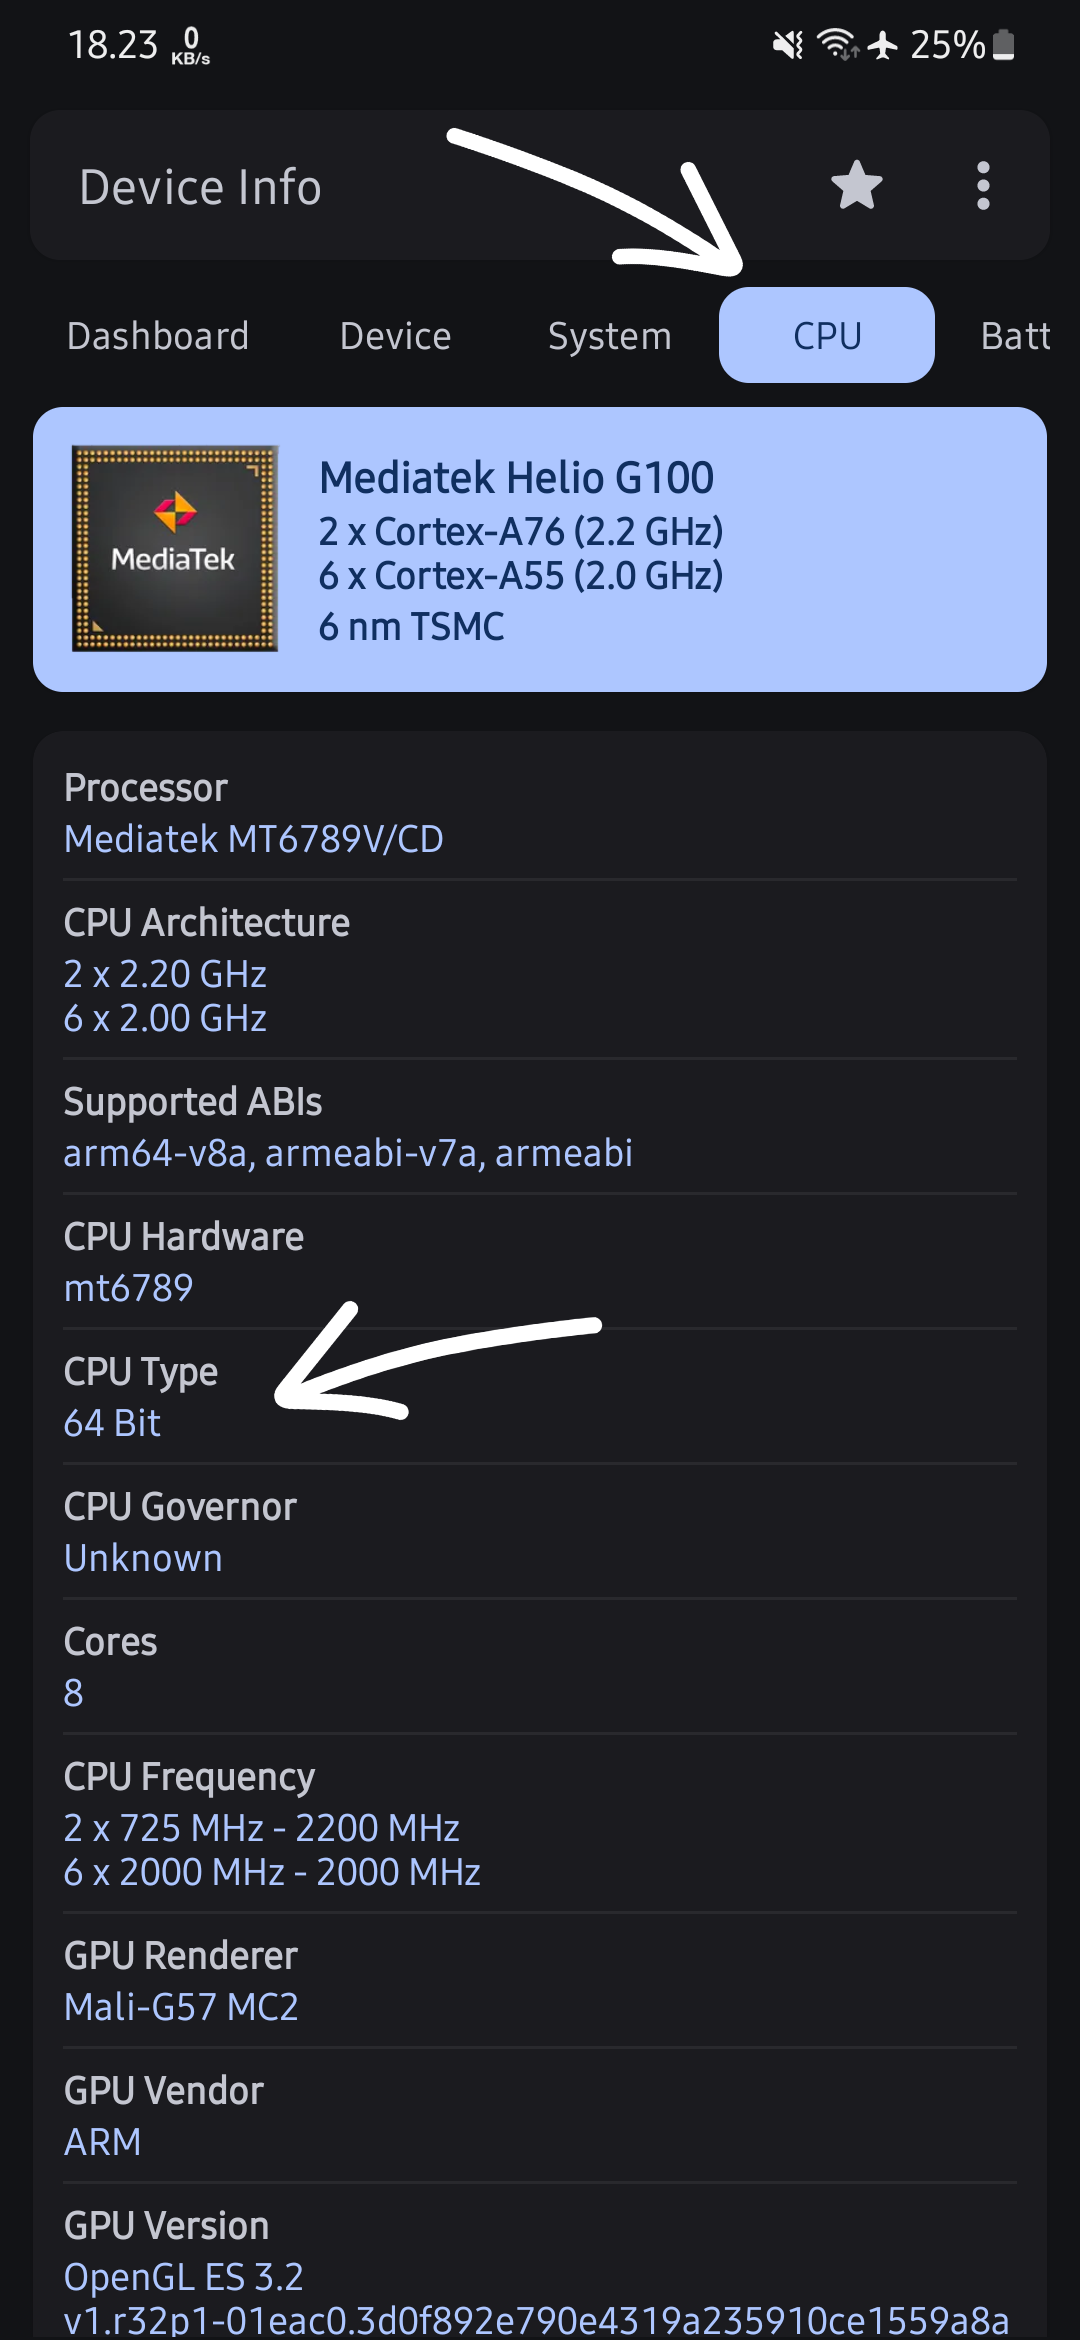 18.23 0 KB/s 25%
Device Info
Dashboard Device System CPU Batt
MediaTek
Mediatek Helio G100
2 x Cortex-A76 (2.2 GHz)
6 x Cortex-A55 (2.0 GHz)
6 nm TSMC
Processor
Mediatek MT6789V/CD
CPU Architecture
2 x 2.20 GHz
6 x 2.00 GHz
Supported ABIs
arm64-v8a, armeabi-v7a, armeabi
CPU Hardware
mt6789
CPU Type
64 Bit
CPU Governor
Unknown
Cores
8
CPU Frequency
2 x 725 MHz - 2200 MHz
6 x 2000 MHz - 2000 MHz
GPU Renderer
Mali-G57 MC2
GPU Vendor
ARM
GPU Version
OpenGL ES 3.2
v1.r32p1-01eac0.3d0f892e790e4319a235910ce1559a8a